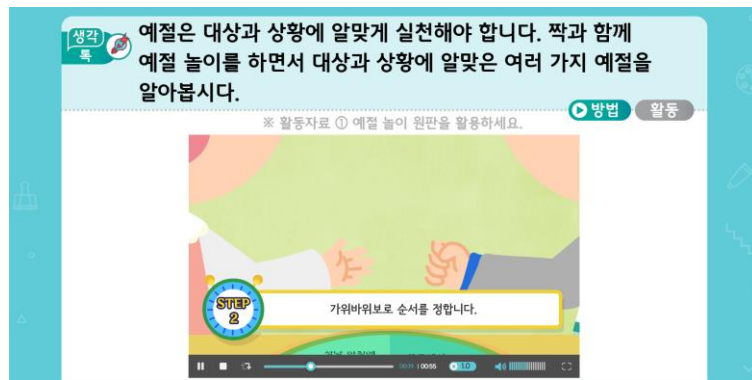 생각
톡
예절은 대상과 상황에 알맞게 실천해야 합니다. 짝과 함께
예절 놀이를 하면서 대상과 상황에 알맞은 여러 가지 예절을
알아봅시다.
방법 활동
※ 활동자료 ① 예절 놀이 원판을 활용하세요.
STEP
2
가위바위보로 순서를 정합니다.
00:55
1.0